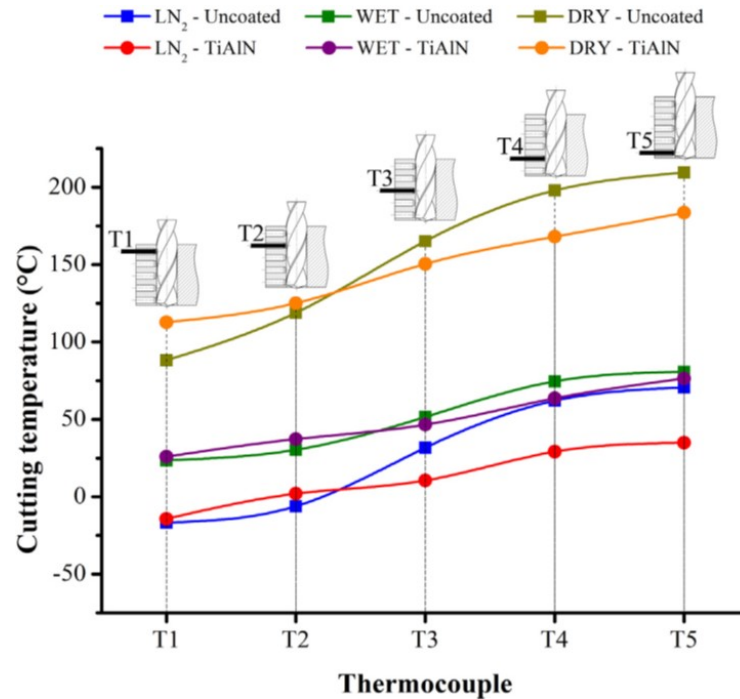 LN₂ - Uncoated WET - Uncoated DRY - Uncoated
LN₂ - TiAlN WET - TiAlN DRY - TiAlN
T1
T2
T3
T4
T5
200
150
100
50
0
-50
Cutting temperature (°C)
T1 T2 T3 T4 T5
Thermocouple